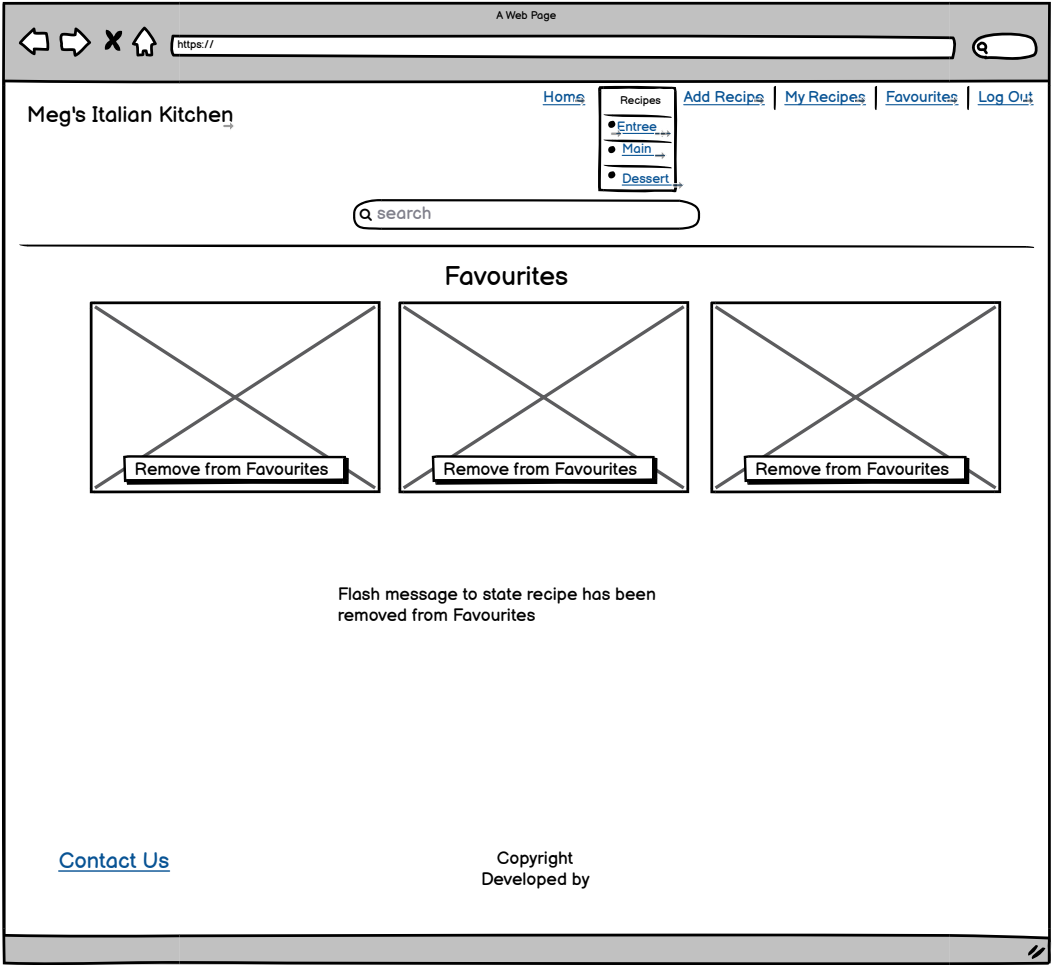 A Web Page
https://
Meg's Italian Kitchen
Home
Recipes
Entree
Main
Dessert
Add Recipe
My Recipes
Favourites
Log Out
search
Favourites
Remove from Favourites
Remove from Favourites
Remove from Favourites
Flash message to state recipe has been
removed from Favourites
Contact Us
Copyright
Developed by